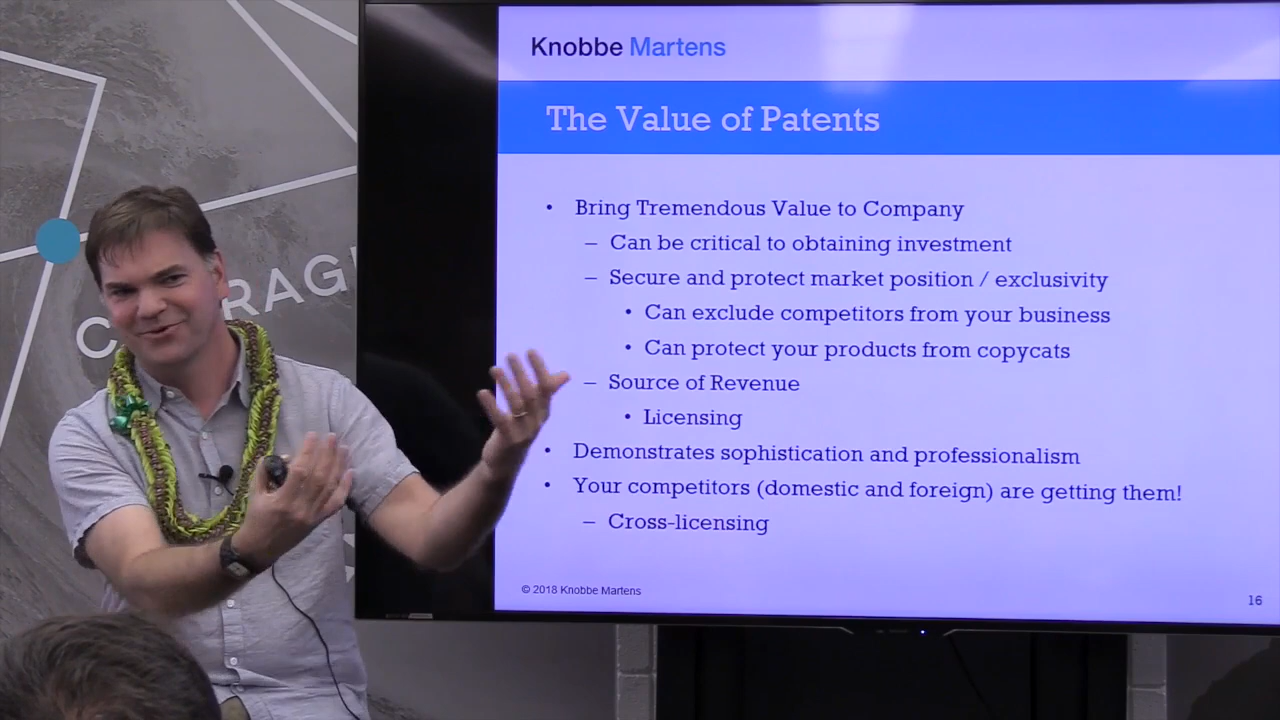 Knobbe Martens
The Value of Patents
• Bring Tremendous Value to Company
– Can be critical to obtaining investment
– Secure and protect market position / exclusivity
• Can exclude competitors from your business
• Can protect your products from copycats
– Source of Revenue
• Licensing
• Demonstrates sophistication and professionalism
• Your competitors (domestic and foreign) are getting them!
– Cross-licensing
© 2018 Knobbe Martens
16